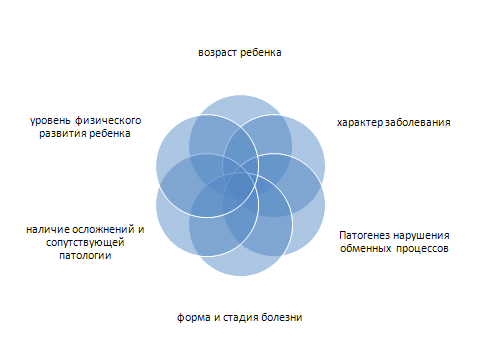 возраст ребенка
характер заболевания
Патогенез нарушения
обменных процессов
форма и стадия болезни
наличие осложнений и
сопутствующей
патологии
уровень физического
развития ребенка